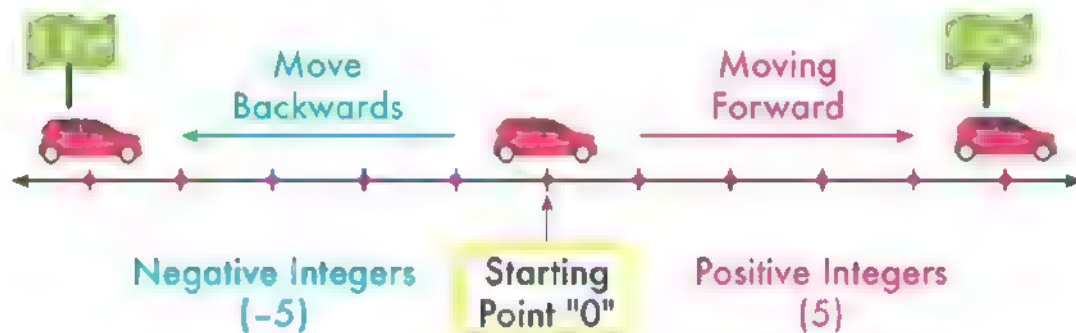 Move
Backwards
Moving
Forward
Negative Integers
(-5)
Starting
Point "0"
Positive Integers
(5)